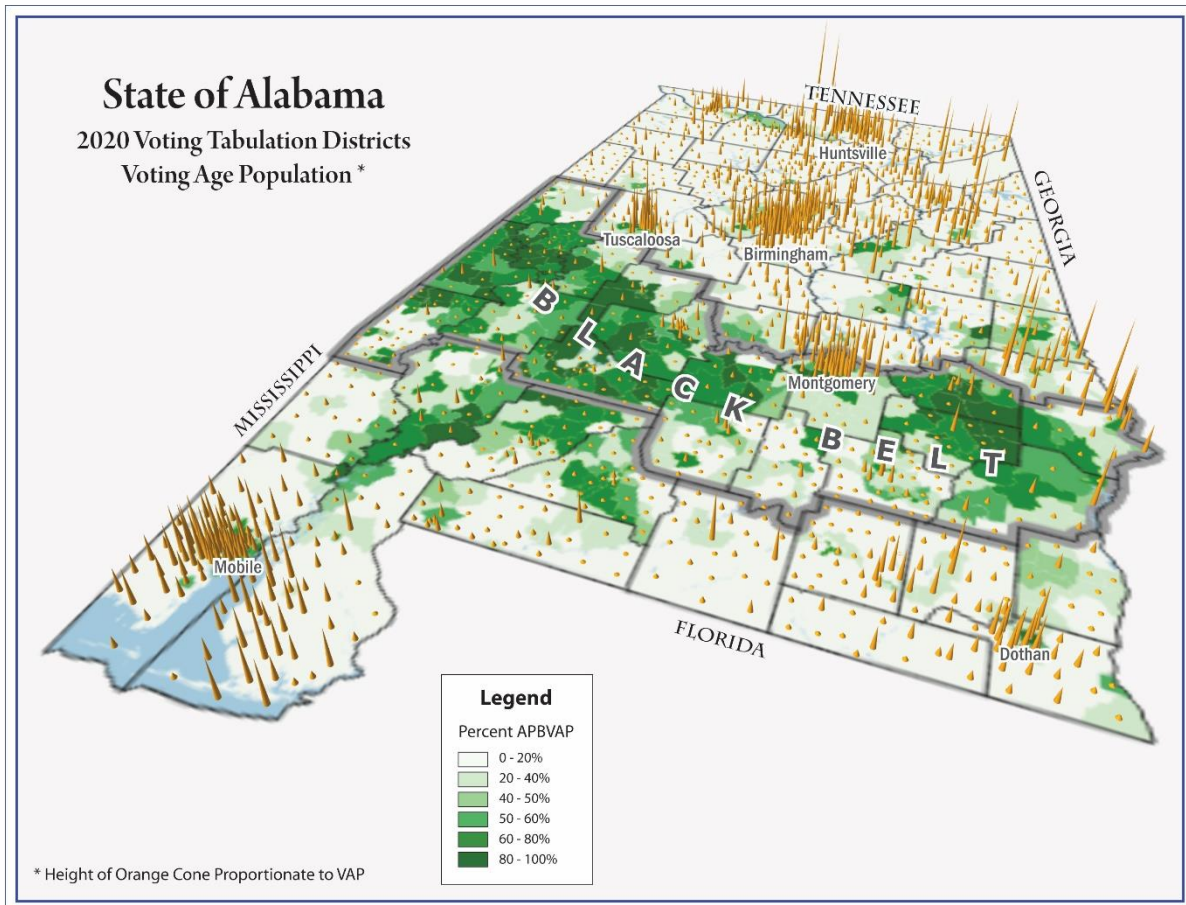 State of Alabama
2020 Voting Tabulation Districts
Voting Age Population *
TENNESSEE
Huntsville
GEORGIA
Tuscaloosa
Birmingham
BLACK BELT
MISSISSIPPI
Montgomery
Mobile
FLORIDA
Dothan
Legend
Percent APBVAP
0 - 20%
20 - 40%
40 - 50%
50 - 60%
60 - 80%
80 - 100%
* Height of Orange Cone Proportionate to VAP